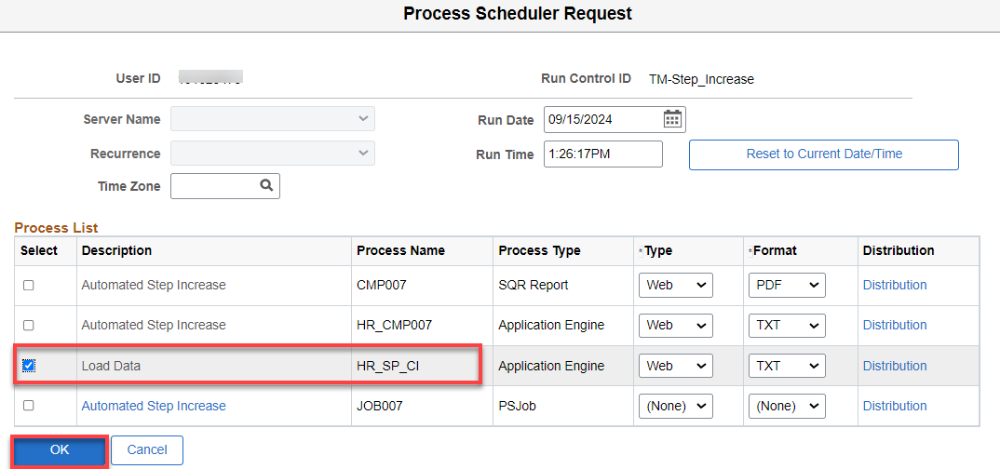 Process Scheduler Request
User ID
Run Control ID TM-Step_Increase
Server Name
Run Date 09/15/2024
Recurrence
Run Time 1:26:17PM
Reset to Current Date/Time
Time Zone
Process List
Select Description Process Name Process Type *Type *Format Distribution
Automated Step Increase CMP007 SQR Report Web PDF Distribution
Automated Step Increase HR_CMP007 Application Engine Web TXT Distribution
Load Data HR_SP_CI Application Engine Web TXT Distribution
Automated Step Increase JOB007 PSJob (None) (None) Distribution
OK Cancel